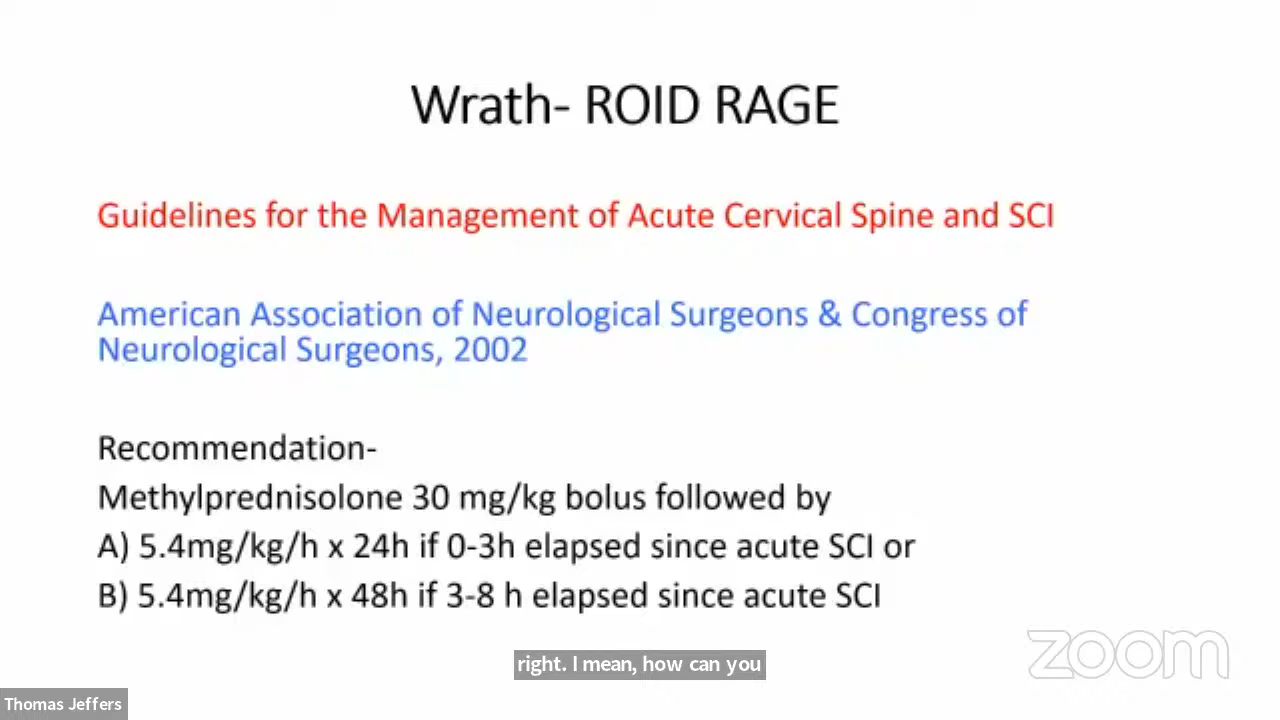 Wrath- ROID RAGE
Guidelines for the Management of Acute Cervical Spine and SCI
American Association of Neurological Surgeons & Congress of
Neurological Surgeons, 2002
Recommendation-
Methylprednisolone 30 mg/kg bolus followed by
A) 5.4mg/kg/h x 24h if 0-3h elapsed since acute SCI or
B) 5.4mg/kg/h x 48h if 3-8 h elapsed since acute SCI
zoom
right. I mean, how can you
Thomas Jeffers